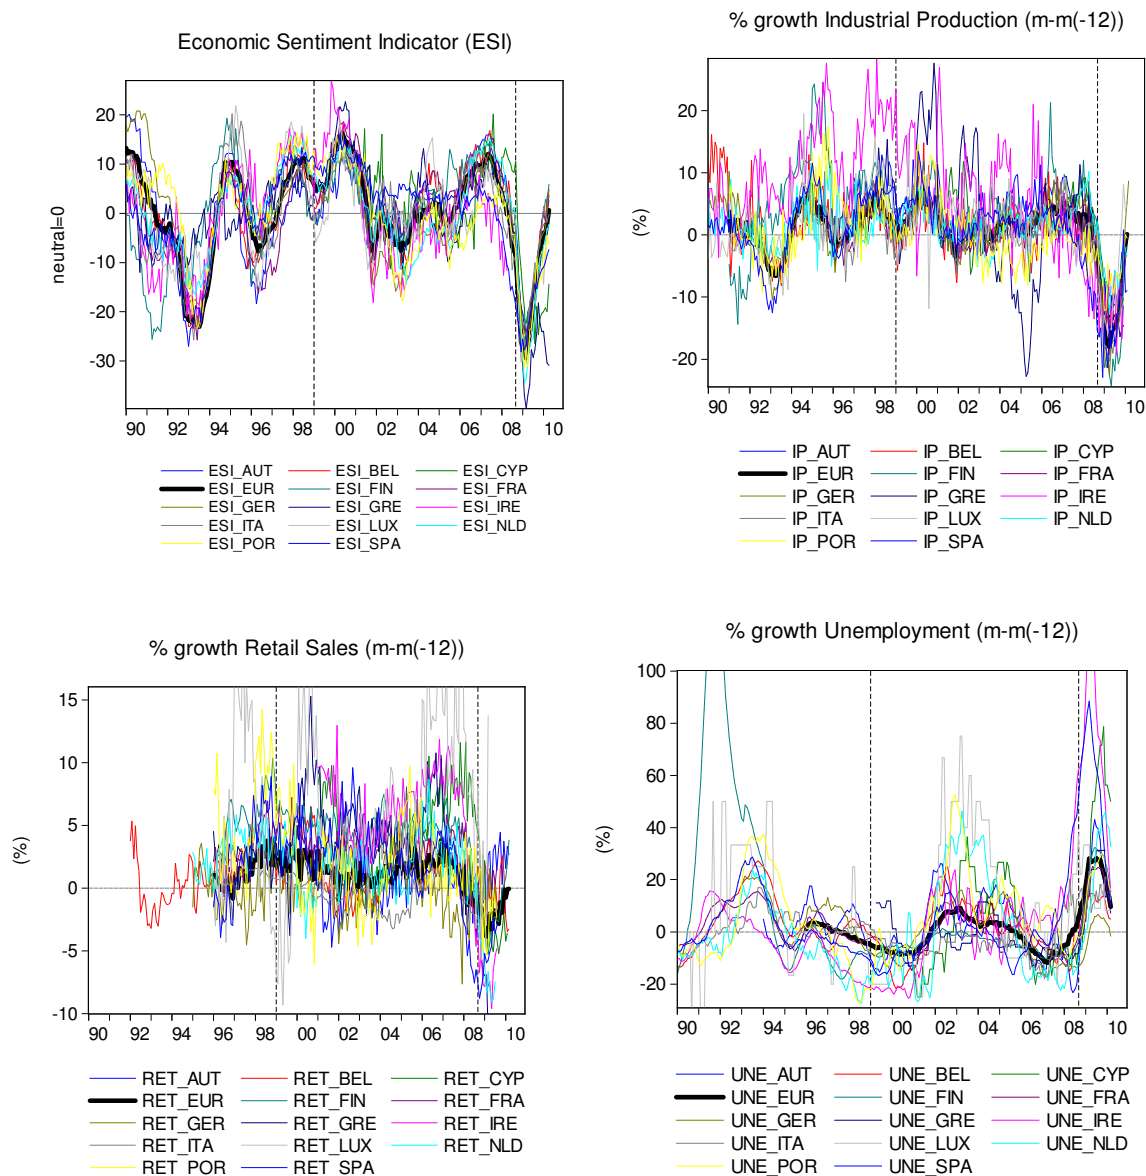 Economic Sentiment Indicator (ESI)
neutral=0
20
10
0
-10
-20
-30
90 92 94 96 98 00 02 04 06 08 10
ESI_AUT ESI_BEL ESI_CYP
ESI_EUR ESI_FIN ESI_FRA
ESI_GER ESI_GRE ESI_IRE
ESI_ITA ESI_LUX ESI_NLD
ESI_POR ESI_SPA
% growth Industrial Production (m-m(-12))
(%)
20
10
0
-10
-20
90 92 94 96 98 00 02 04 06 08 10
IP_AUT IP_BEL IP_CYP
IP_EUR IP_FIN IP_FRA
IP_GER IP_GRE IP_IRE
IP_ITA IP_LUX IP_NLD
IP_POR IP_SPA
% growth Retail Sales (m-m(-12))
(%)
15
10
5
0
-5
-10
90 92 94 96 98 00 02 04 06 08 10
RET_AUT RET_BEL RET_CYP
RET_EUR RET_FIN RET_FRA
RET_GER RET_GRE RET_IRE
RET_ITA RET_LUX RET_NLD
RET_POR RET_SPA
% growth Unemployment (m-m(-12))
(%)
100
80
60
40
20
0
-20
90 92 94 96 98 00 02 04 06 08 10
UNE_AUT UNE_BEL UNE_CYP
UNE_EUR UNE_FIN UNE_FRA
UNE_GER UNE_GRE UNE_IRE
UNE_ITA UNE_LUX UNE_NLD
UNE_POR UNE_SPA